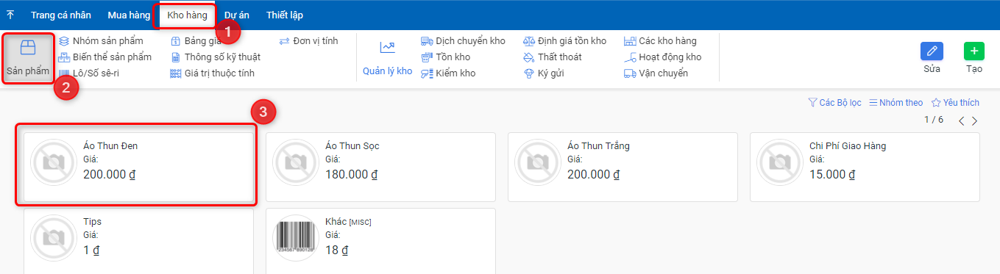 Trang cá nhân Mua hàng Kho hàng Dự án Thiết lập
1
Sản phẩm
2
Nhóm sản phẩm Bảng giá Đơn vị tính
Biến thể sản phẩm Thông số kỹ thuật
Lô/Số sê-ri Giá trị thuộc tính
Quản lý kho
Dịch chuyển kho Định giá tồn kho Các kho hàng
Tồn kho Thất thoát Hoạt động kho
Kiểm kho Ký gửi Vận chuyển
Sửa Tạo
Các Bộ lọc Nhóm theo Yêu thích
1 / 6
3
Áo Thun Đen
Giá:
200.000 ₫
Áo Thun Sọc
Giá:
180.000 ₫
Áo Thun Trắng
Giá:
200.000 ₫
Chi Phí Giao Hàng
Giá:
15.000 ₫
Tips
Giá:
1 ₫
Khác [MISC]
Giá:
18 ₫